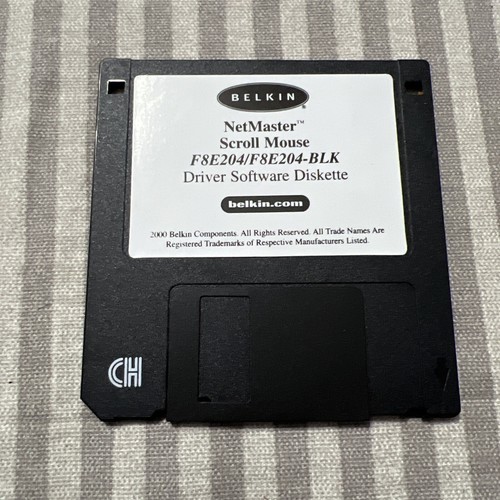 BELKIN
NetMaster™
Scroll Mouse
F8E204/F8E204-BLK
Driver Software Diskette
belkin.com
2000 Belkin Components. All Rights Reserved. All Trade Names Are
Registered Trademarks of Respective Manufacturers Listed.
CH